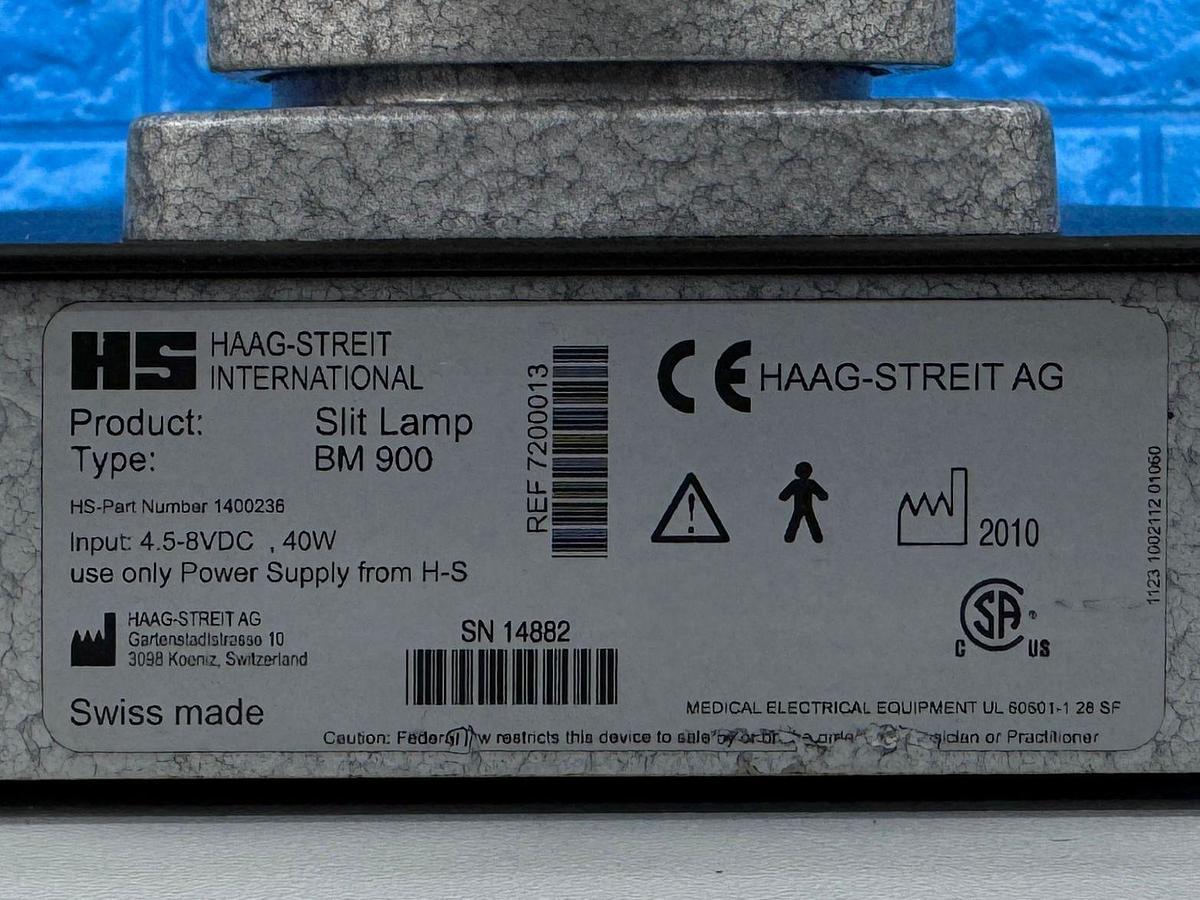 HS HAAG-STREIT
INTERNATIONAL
Product: Slit Lamp
Type: BM 900
HS-Part Number 1400236
Input: 4.5-8VDC , 40W
use only Power Supply from H-S
HAAG-STREIT AG
Gartenstadtstrasse 10
3098 Koeniz, Switzerland
Swiss made
REF 7200013
SN 14882
CE HAAG-STREIT AG
2010
1123 1002112 01060
CSA®
C US
MEDICAL ELECTRICAL EQUIPMENT UL 60601-1 28 SF
Caution: Federal restricts this device to sale by or Practitioner